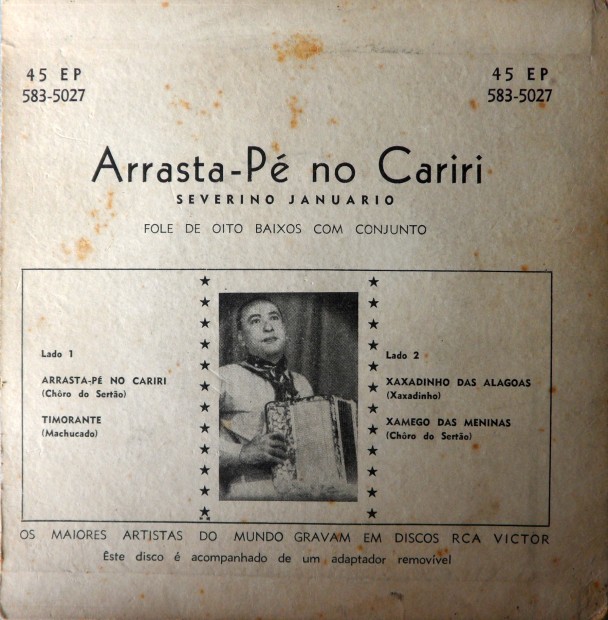 45 EP
583-5027
45 EP
583-5027
Arrasta-Pé no Cariri
SEVERINO JANUARIO
FOLE DE OITO BAIXOS COM CONJUNTO
Lado 1
ARRASTA-PÉ NO CARIRI
(Chôro do Sertão)
TIMORANTE
(Machucado)
Lado 2
XAXADINHO DAS ALAGOAS
(Xaxadinho)
XAMEGO DAS MENINAS
(Chôro do Sertão)
OS MAIORES ARTISTAS DO MUNDO GRAVAM EM DISCOS RCA VICTOR
Êste disco é acompanhado de um adaptador removível